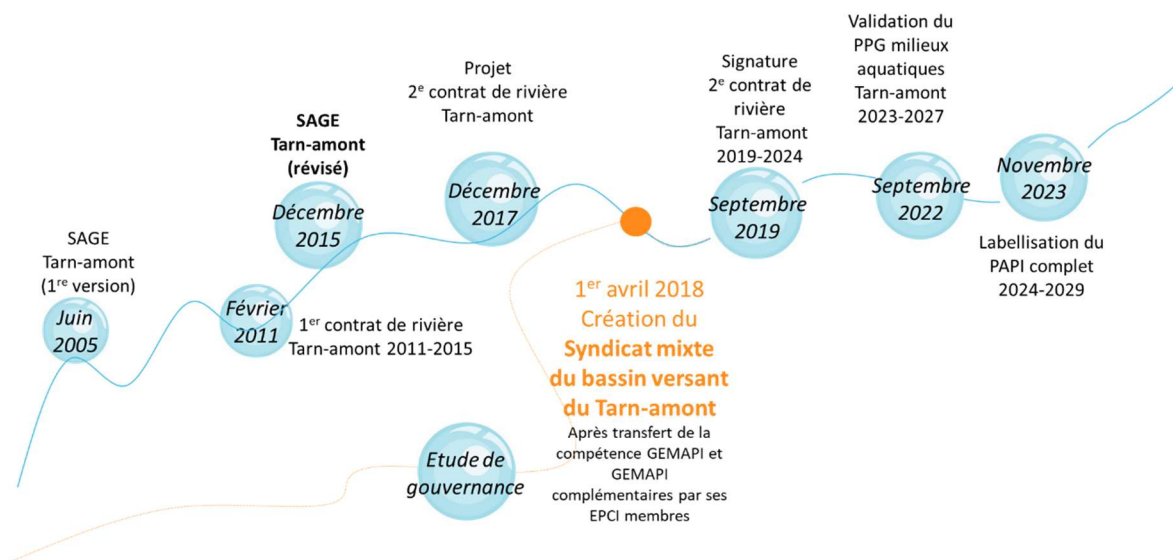 SAGE
Tarn-amont
(1re version)
Juin
2005
Février
2011
1er contrat de rivière
Tarn-amont 2011-2015
SAGE
Tarn-amont
(révisé)
Décembre
2015
Projet
2e contrat de rivière
Tarn-amont
Décembre
2017
1er avril 2018
Création du
Syndicat mixte
du bassin versant
du Tarn-amont
Après transfert de la
compétence GEMAPI et
GEMAPI
complémentaires par ses
EPCI membres
Etude de
gouvernance
Signature
2e contrat de
rivière
Tarn-amont
2019-2024
Septembre
2019
Validation du
PPG milieux
aquatiques
Tarn-amont
2023-2027
Septembre
2022
Novembre
2023
Labellisation du
PAPI complet
2024-2029